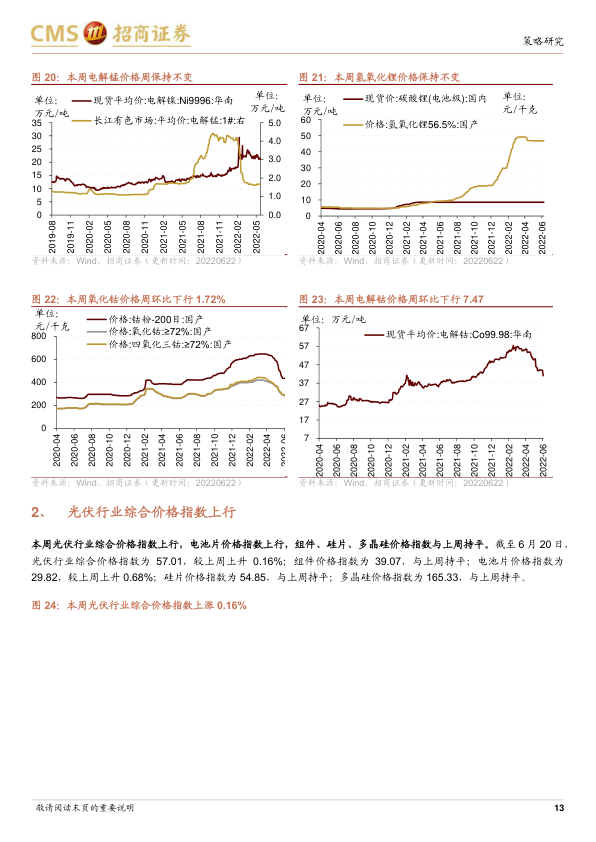 CMS 招商证券
策略研究
图 20：本周电解锰价格周保持不变
单位：
万元/吨
现货平均价:电解镍:Ni9996:华南
长江有色市场:平均价:电解锰:1#:右
单位：
万元/吨
35
30
25
20
15
10
5
0
5.0
4.0
3.0
2.0
1.0
0.0
2019-08
2019-11
2020-02
2020-05
2020-08
2020-11
2021-02
2021-05
2021-08
2021-11
2022-02
2022-05
资料来源：Wind、招商证券（更新时间：20220622）
图 21：本周氢氧化锂价格保持不变
单位：
万元/吨
现货价:碳酸锂(电池级):国内
价格:氢氧化锂56.5%:国产
单位：
元/千克
60
50
40
30
20
10
0
2020-04
2020-06
2020-08
2020-10
2020-12
2021-02
2021-04
2021-06
2021-08
2021-10
2021-12
2022-02
2022-04
2022-06
资料来源：Wind、招商证券（更新时间：20220622）
图 22：本周氧化钴价格周环比下行 1.72%
单位：
元/千克
价格:钴粉-200目:国产
价格:氧化钴:≥72%:国产
价格:四氧化三钴:≥72%:国产
800
600
400
200
0
2020-04
2020-06
2020-08
2020-10
2020-12
2021-02
2021-04
2021-06
2021-08
2021-10
2021-12
2022-02
2022-04
2022-06
资料来源：Wind、招商证券（更新时间：20220622）
图 23：本周电解钴价格周环比下行 7.47
单位：万元/吨
现货平均价:电解钴:Co99.98:华南
67
57
47
37
27
17
7
2020-04
2020-06
2020-08
2020-10
2020-12
2021-02
2021-04
2021-06
2021-08
2021-10
2021-12
2022-02
2022-04
2022-06
资料来源：Wind、招商证券（更新时间：20220622）
2、 光伏行业综合价格指数上行
本周光伏行业综合价格指数上行，电池片价格指数上行，组件、硅片、多晶硅价格指数与上周持平。截至 6 月 20 日，
光伏行业综合价格指数为 57.01，较上周上升 0.16%；组件价格指数为 39.07，与上周持平；电池片价格指数为
29.82，较上周上升 0.68%；硅片价格指数为 54.85，与上周持平；多晶硅价格指数为 165.33，与上周持平。
图 24：本周光伏行业综合价格指数上涨 0.16%
敬请阅读末页的重要说明
13